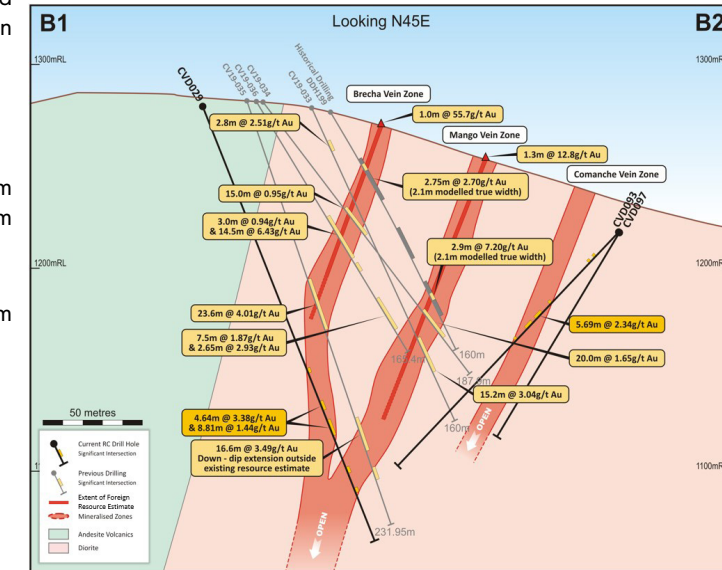 n
m
m
m
B1
Looking N45E
B2
1300mRL
1300mRL
CVD029
CV19-035
CV19-036
CV19-034
CV19-033
Historical Drilling
DDH199
Brecha Vein Zone
1.0m @ 55.7g/t Au
2.8m @ 2.51g/t Au
Mango Vein Zone
1.3m @ 12.8g/t Au
Comanche Vein Zone
15.0m @ 0.95g/t Au
2.75m @ 2.70g/t Au
(2.1m modelled true width)
CVD093
CVD097
3.0m @ 0.94g/t Au
& 14.5m @ 6.43g/t Au
2.9m @ 7.20g/t Au
(2.1m modelled true width)
1200mRL
1200mRL
23.6m @ 4.01g/t Au
5.69m @ 2.34g/t Au
7.5m @ 1.87g/t Au
& 2.65m @ 2.93g/t Au
160m
20.0m @ 1.65g/t Au
15.2m @ 3.04g/t Au
50 metres
4.64m @ 3.38g/t Au
& 8.81m @ 1.44g/t Au
160m
OPEN
16.6m @ 3.49g/t Au
Down - dip extension outside
existing resource estimate
1100mRL
Current RC Drill Hole
Significant Intersection
Previous Drilling
Significant Intersection
Extent of Foreign
Resource Estimate
Mineralised Zones
Andesite Volcanics
Diorite
OPEN
231.95m